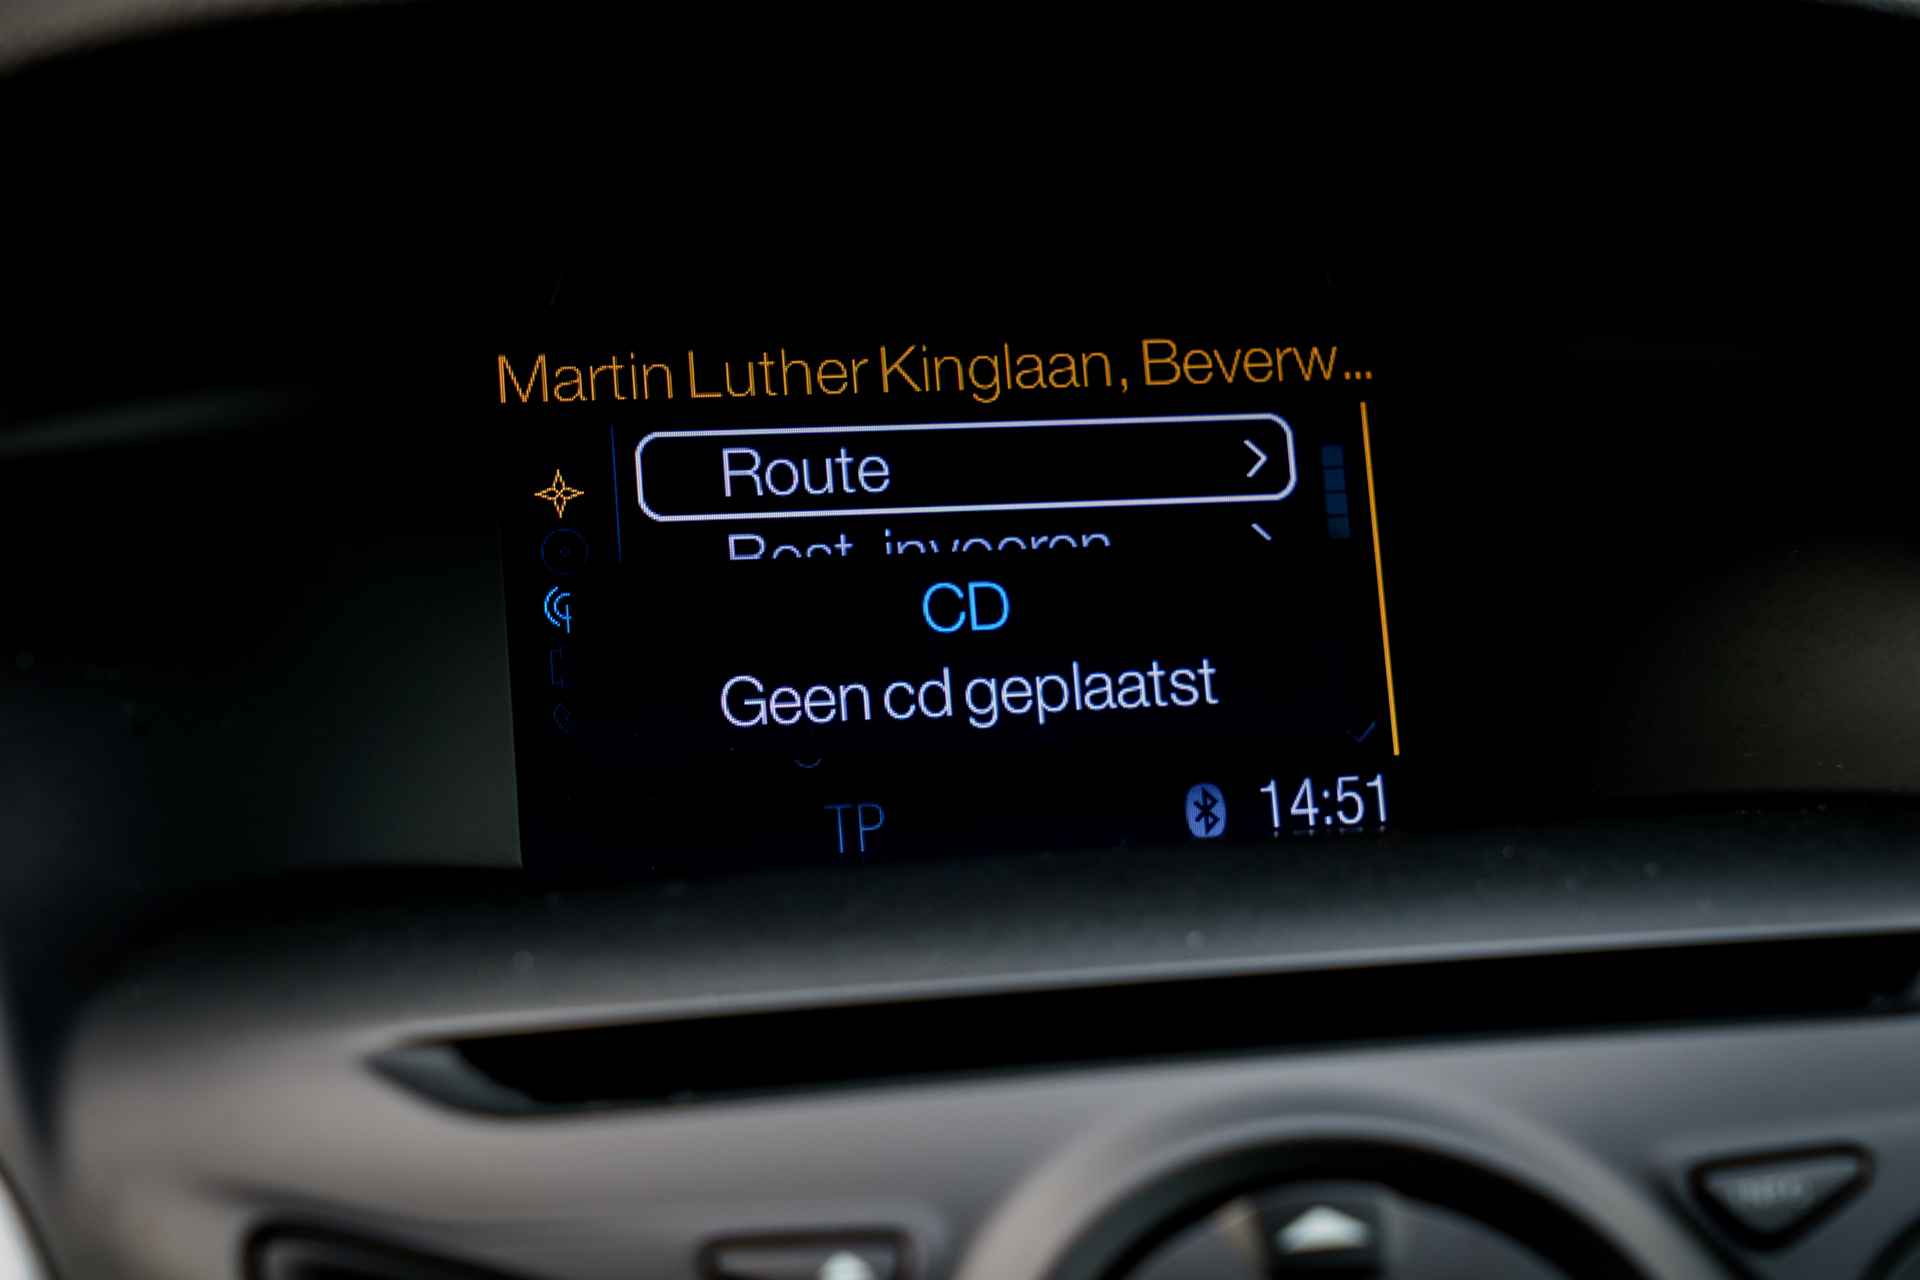 Martin Luther Kinglaan, Beverw...
Route
CD
Geen cd geplaatst
TP
14:51